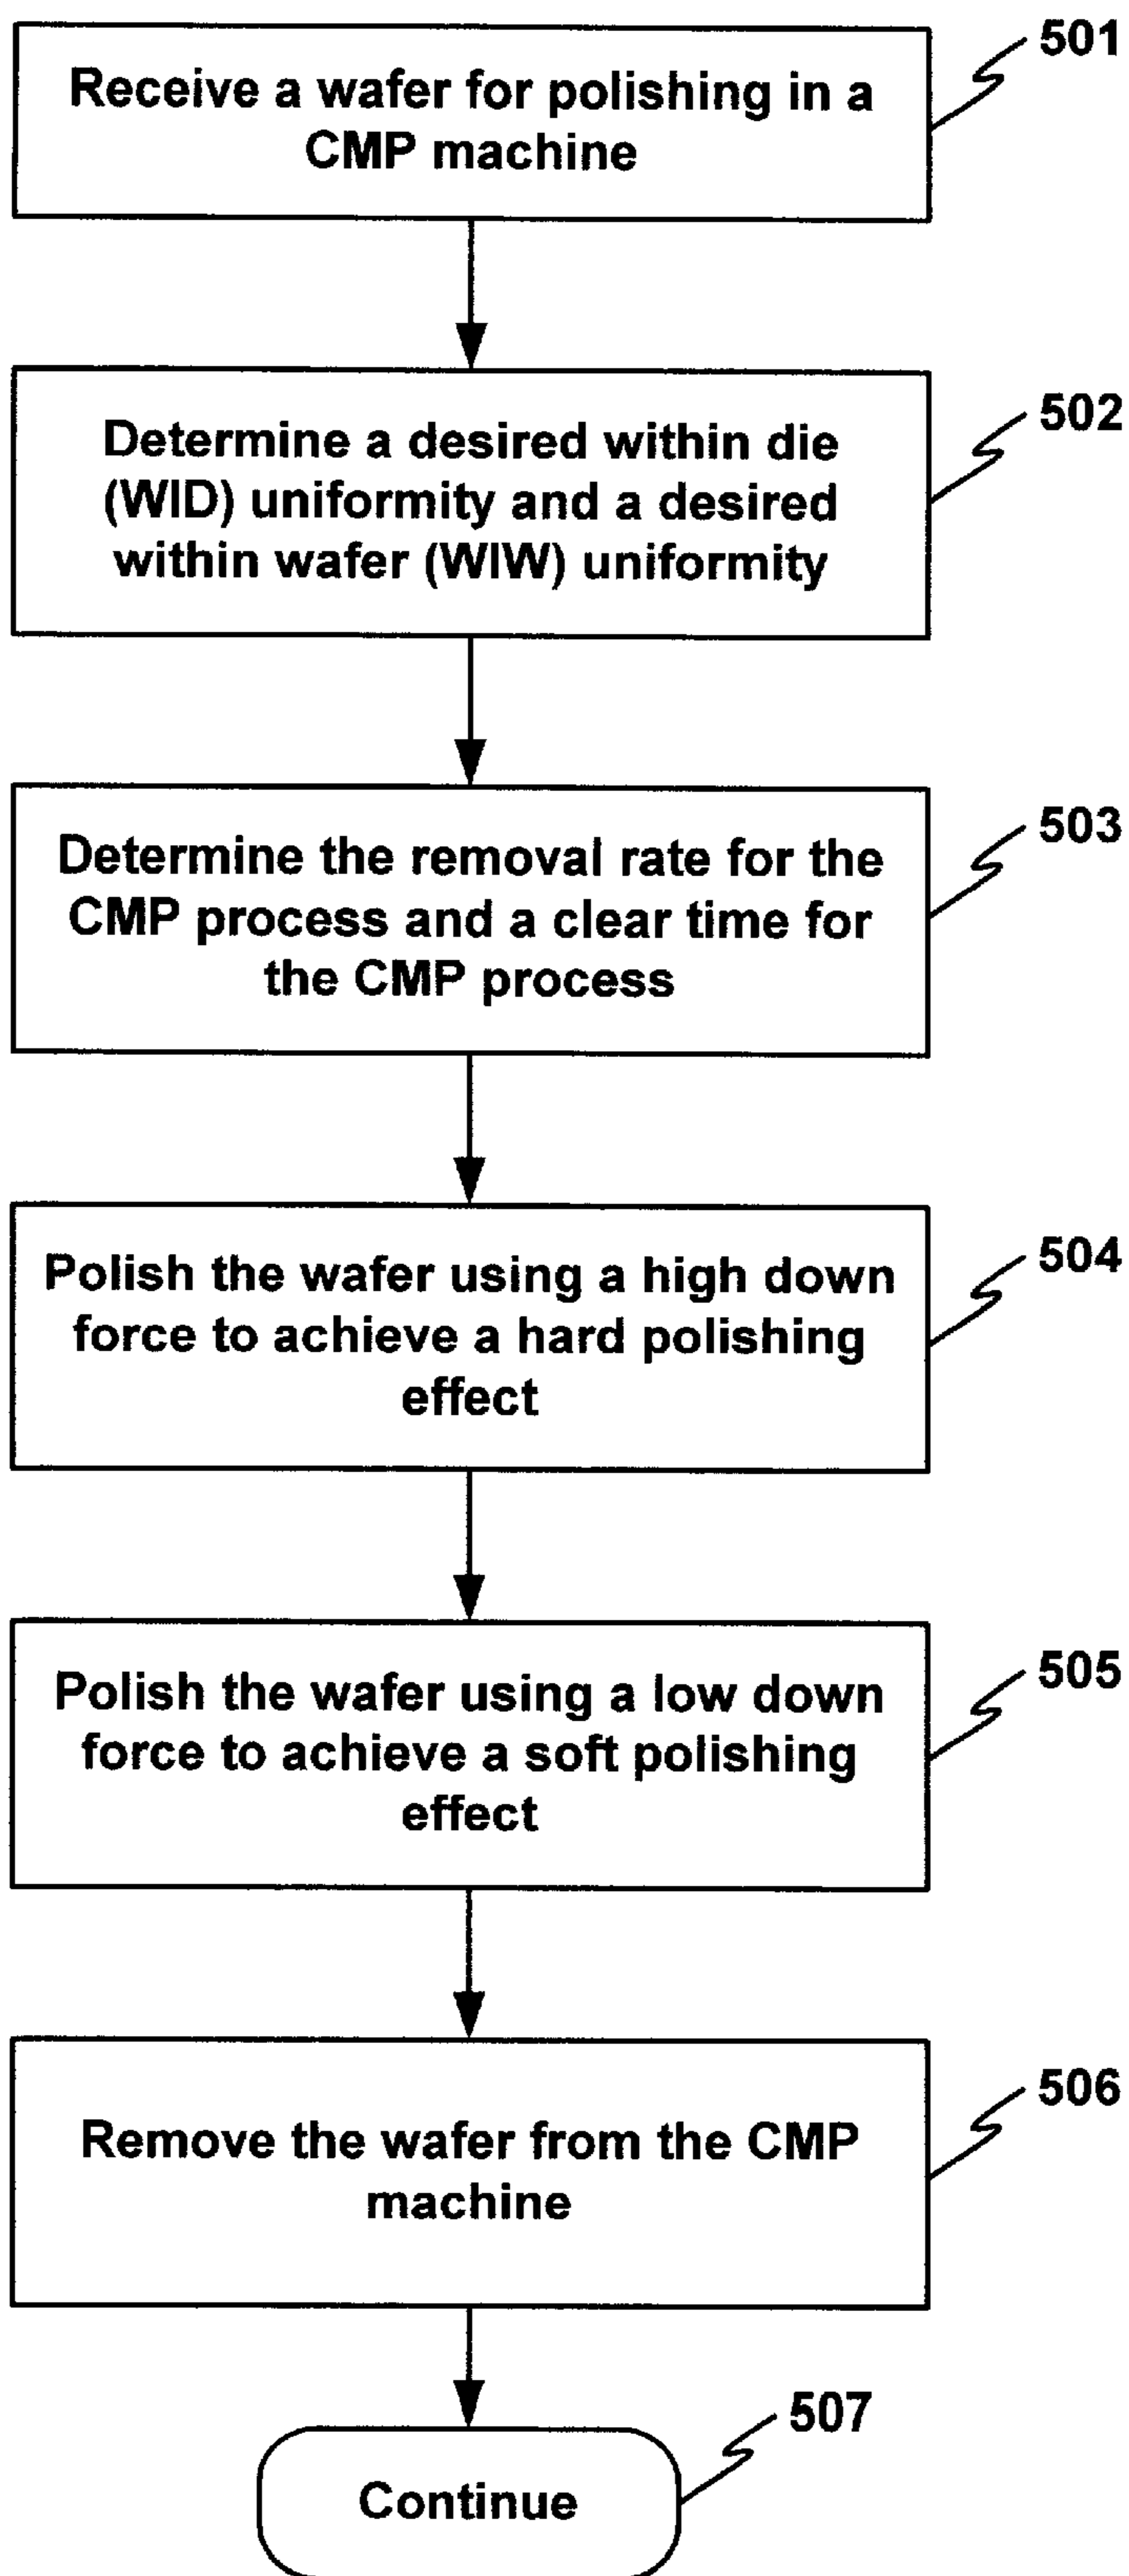 501
Receive a wafer for polishing in a
CMP machine
502
Determine a desired within die
(WID) uniformity and a desired
within wafer (WIW) uniformity
503
Determine the removal rate for the
CMP process and a clear time for
the CMP process
504
Polish the wafer using a high down
force to achieve a hard polishing
effect
505
Polish the wafer using a low down
force to achieve a soft polishing
effect
506
Remove the wafer from the CMP
machine
507
Continue